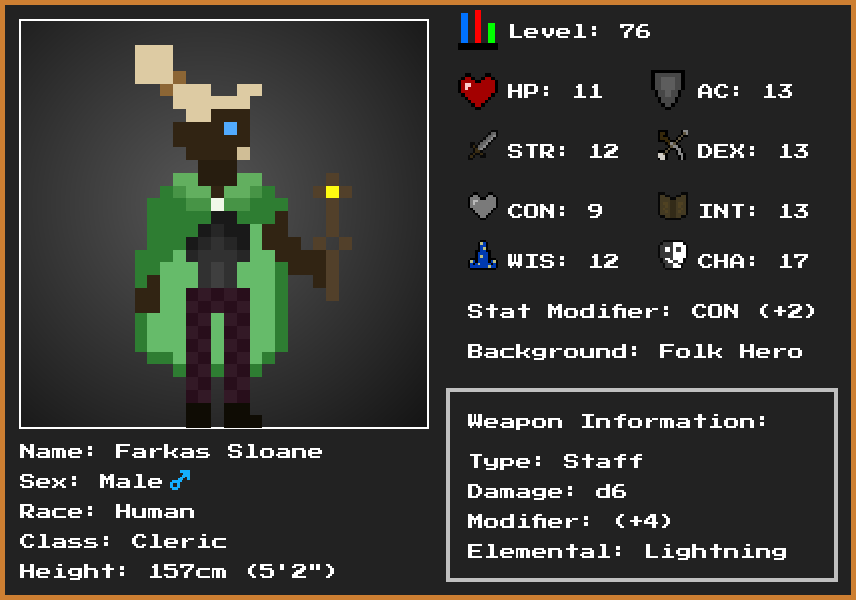 Level: 76
HP: 11 AC: 13
STR: 12 DEX: 13
CON: 9 INT: 13
WIS: 12 CHA: 17
Stat Modifier: CON (+2)
Background: Folk Hero
Weapon Information:
Type: Staff
Damage: d6
Modifier: (+4)
Elemental: Lightning
Name: Farkas Sloane
Sex: Male♂
Race: Human
Class: Cleric
Height: 157cm (5'2")